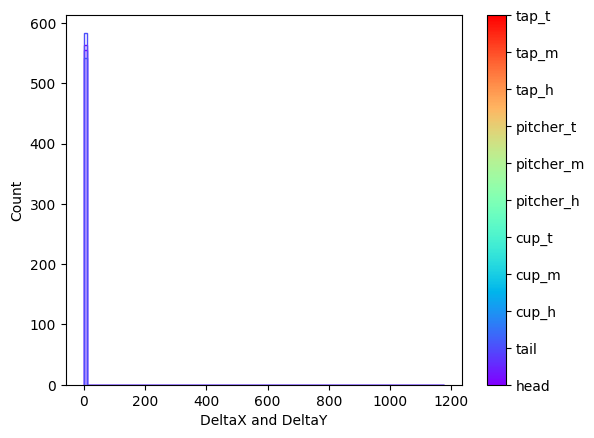 600
500
400
300
200
100
0
Count
0 200 400 600 800 1000 1200
DeltaX and DeltaY
tap_t
tap_m
tap_h
pitcher_t
pitcher_m
pitcher_h
cup_t
cup_m
cup_h
tail
head